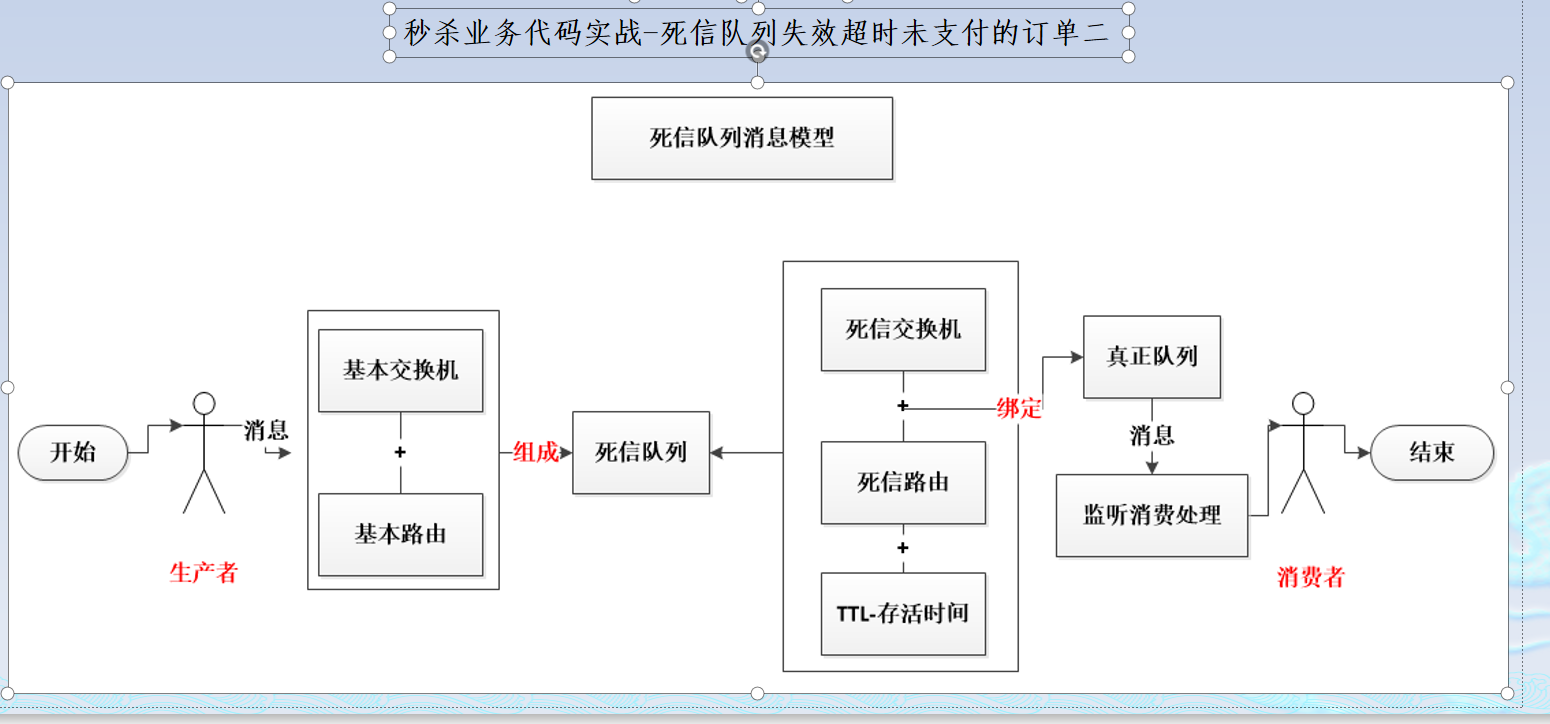 秒杀业务代码实战-死信队列失效超时未支付的订单二
死信队列消息模型
开始
消息
生产者
基本交换机
+
基本路由
组成
死信队列
死信交换机
+
死信路由
+
TTL-存活时间
绑定
真正队列
消息
监听消费处理
消费者
结束